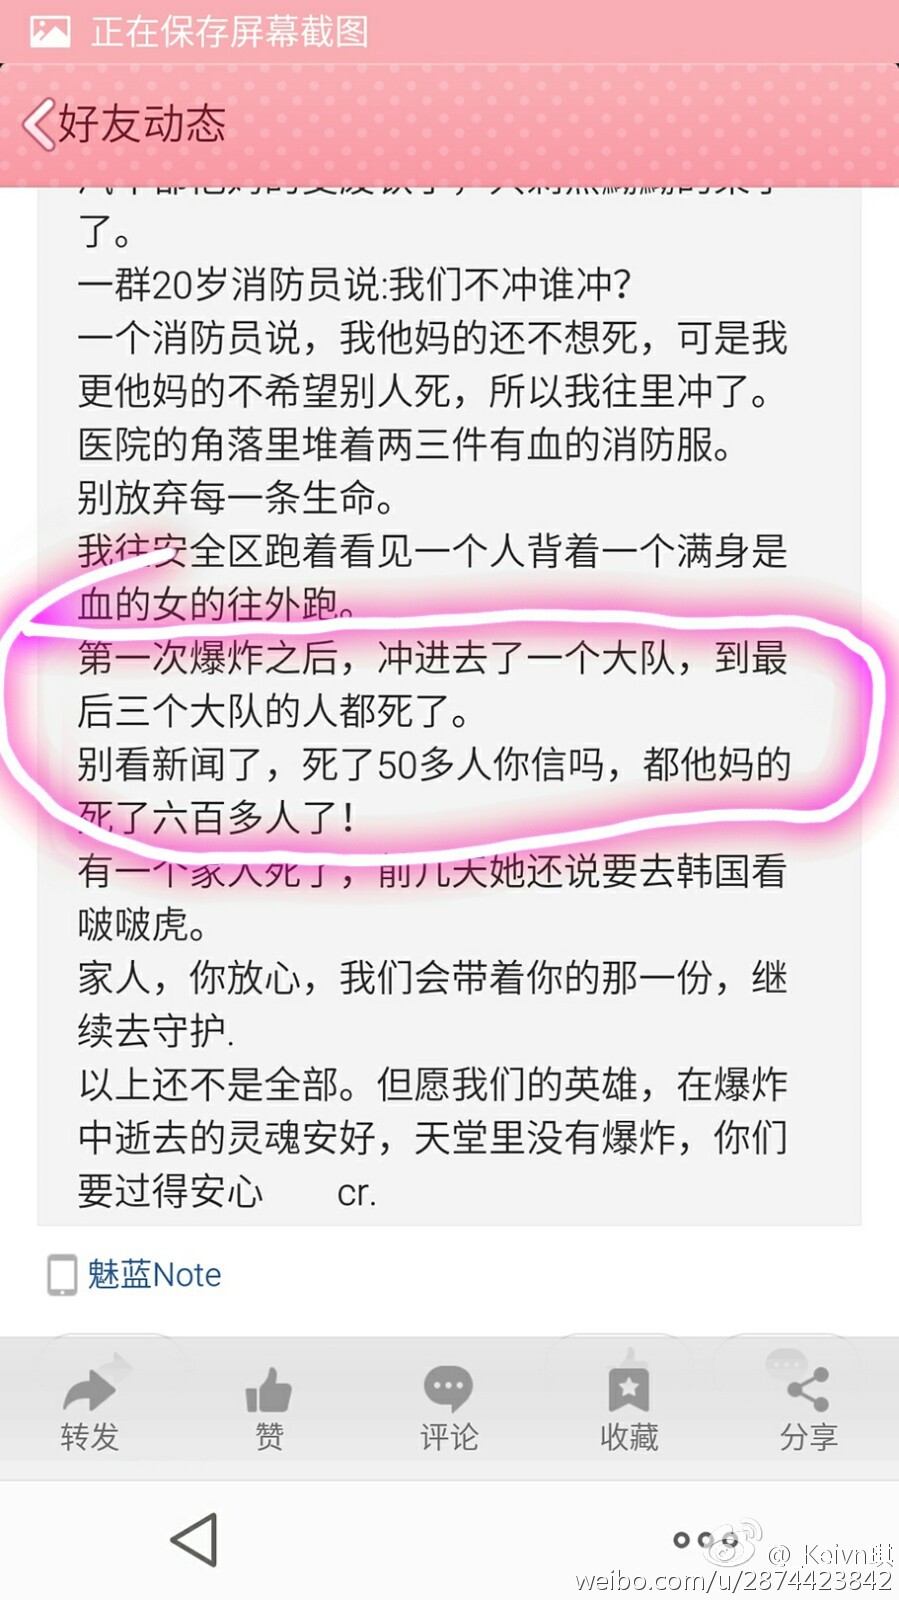 正在保存屏幕截图
好友动态
了。
一群20岁消防员说:我们不冲谁冲?
一个消防员说，我他妈的还不想死，可是我
更他妈的不希望别人死，所以我往里冲了。
医院的角落里堆着两三件有血的消防服。
别放弃每一条生命。
我往安全区跑着看见一个人背着一个满身是
血的女的往外跑。
第一次爆炸之后，冲进去了一个大队，到最
后三个大队的人都死了。
别看新闻了，死了50多人你信吗，都他妈的
死了六百多人了！
有一个家人死了，前几天她还说要去韩国看
啵啵虎。
家人，你放心，我们会带着你的那一份，继
续去守护.
以上还不是全部。但愿我们的英雄，在爆炸
中逝去的灵魂安好，天堂里没有爆炸，你们
要过得安心 cr.
魅蓝Note
转发 赞 评论 收藏 分享
@_Keivn琪
weibo.com/u/2874423842